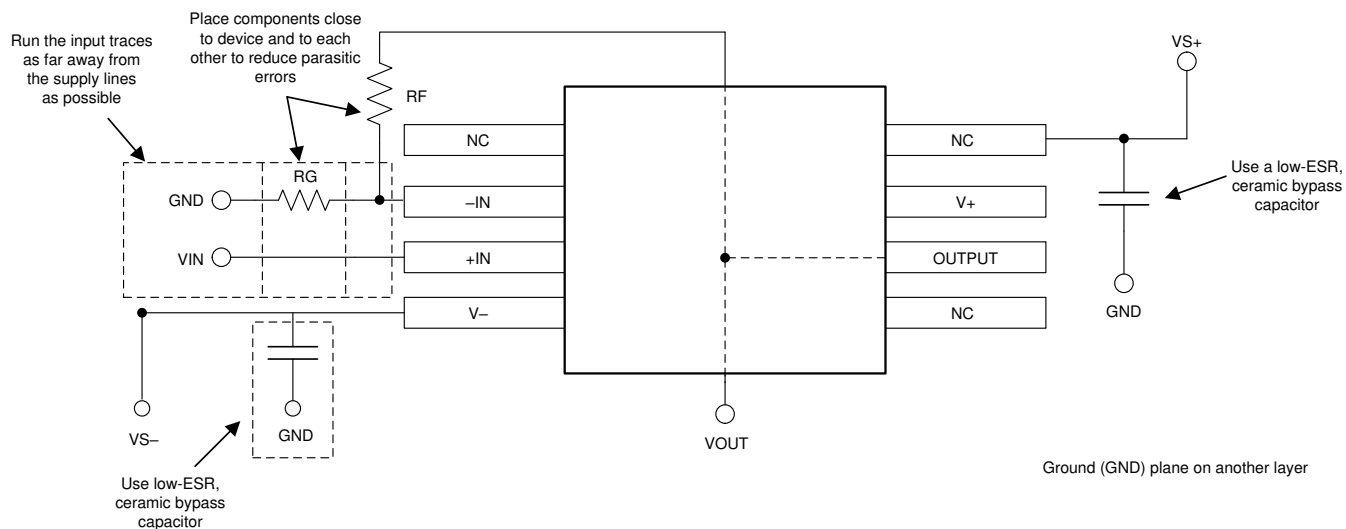 Run the input traces
as far away from
the supply lines
as possible
Place components close
to device and to each
other to reduce parasitic
errors
VS+
RF
NC
NC
Use a low-ESR,
ceramic bypass
capacitor
RG
GND
–IN
V+
VIN
+IN
OUTPUT
GND
V–
NC
VS–
GND
VOUT
Use low-ESR,
ceramic bypass
capacitor
Ground (GND) plane on another layer